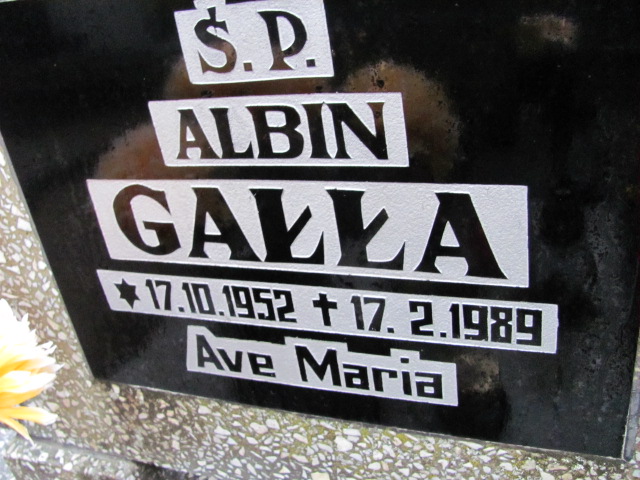 Ś.P.
ALBIN
GAŁŁA
* 17.10.1952 ✝ 17. 2.1989
Ave Maria